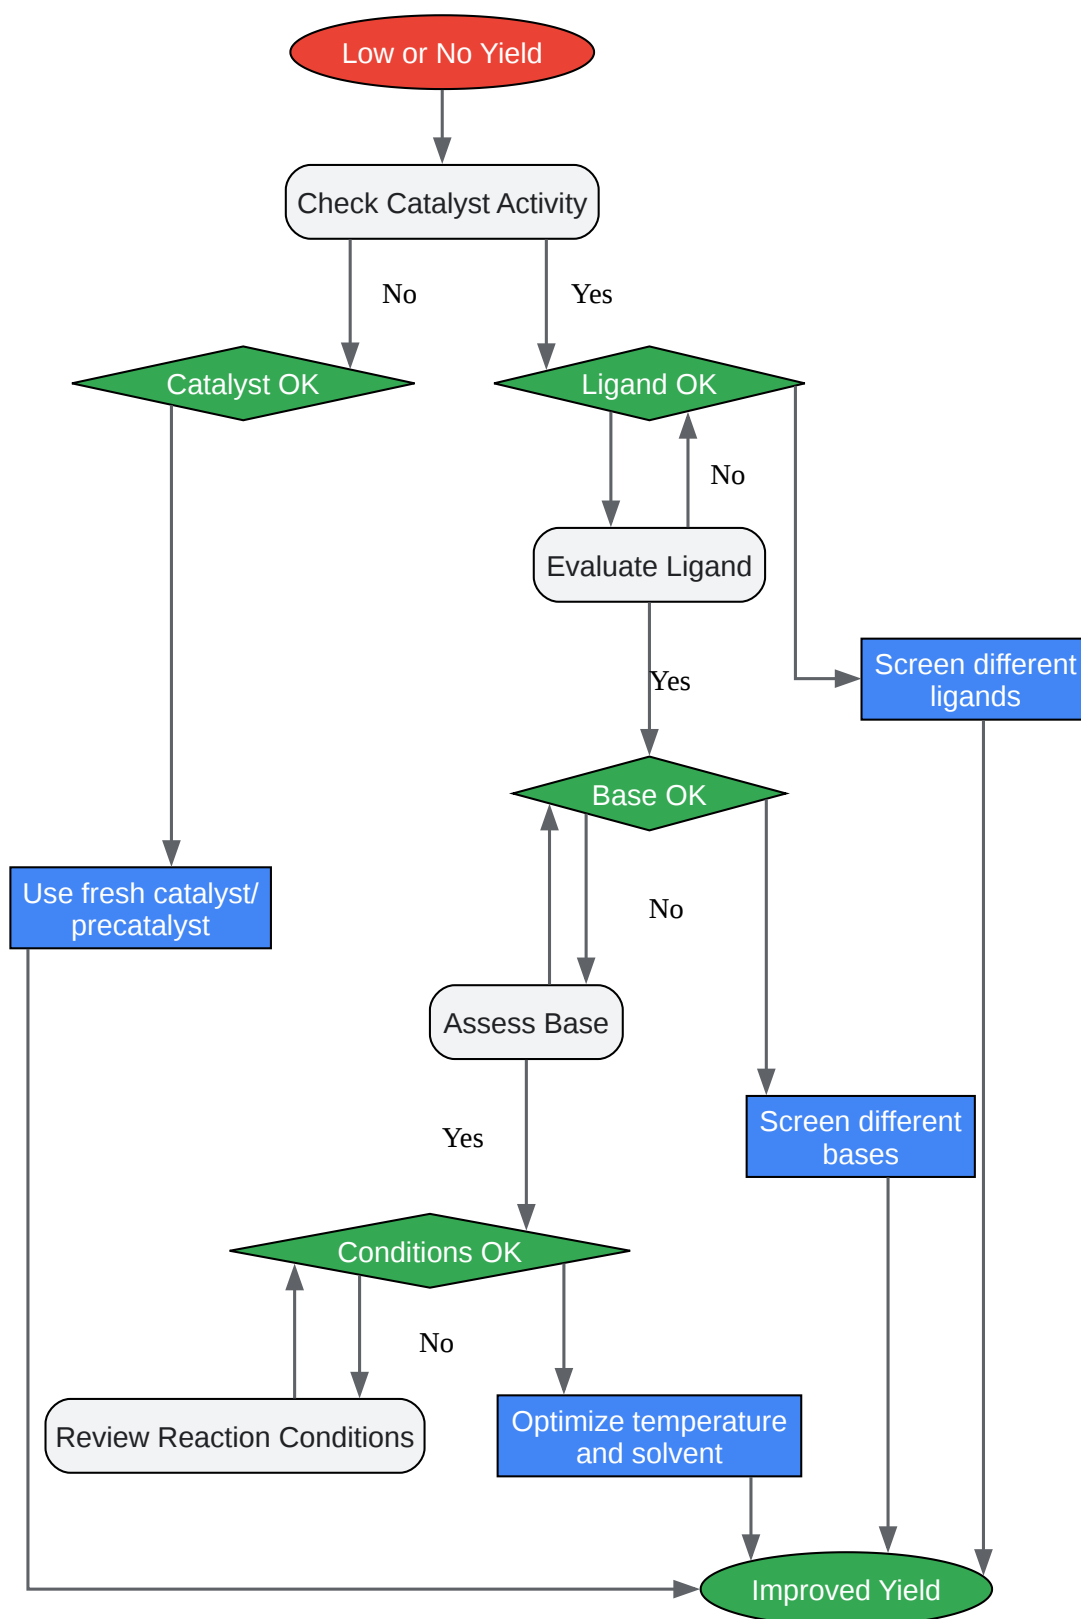 Low or No Yield
Check Catalyst Activity
No
Yes
Catalyst OK
Ligand OK
No
Evaluate Ligand
Screen different
ligands
Yes
Base OK
Use fresh catalyst/
precatalyst
No
Assess Base
Screen different
bases
Yes
Conditions OK
No
Review Reaction Conditions
Optimize temperature
and solvent
Improved Yield